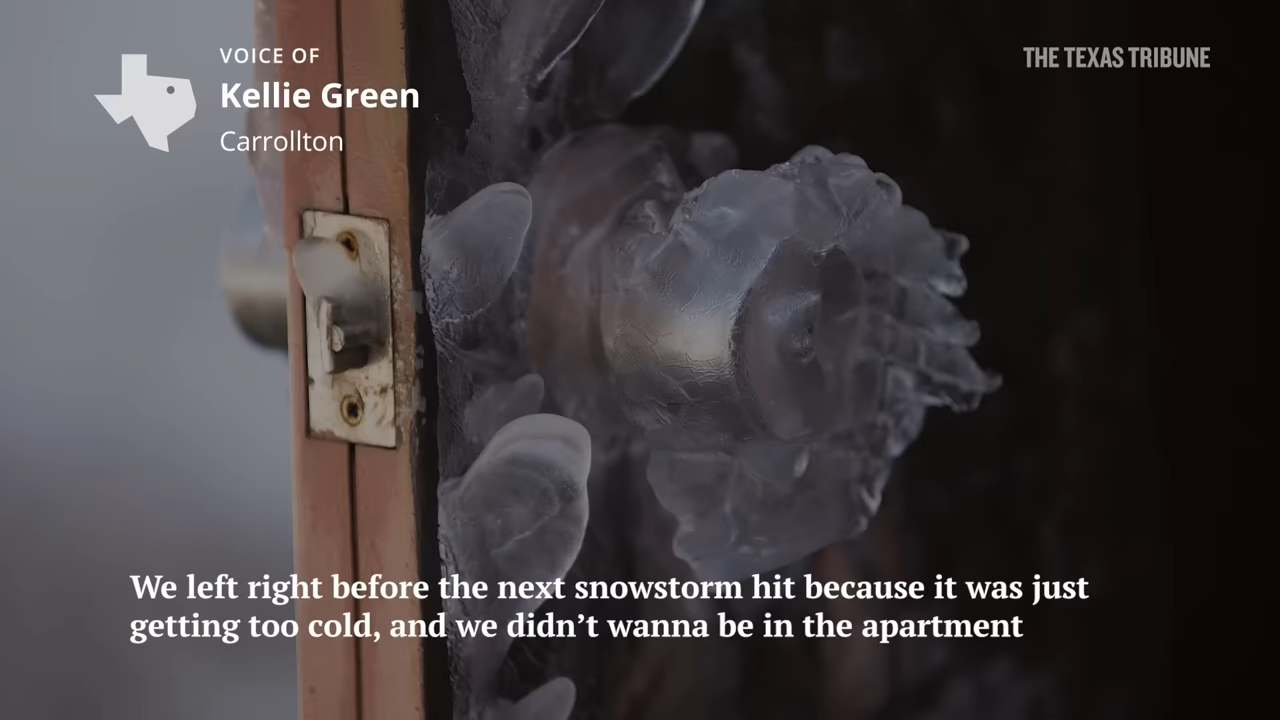 VOICE OF
Kellie Green
Carrollton
THE TEXAS TRIBUNE
We left right before the next snowstorm hit because it was just
getting too cold, and we didn’t wanna be in the apartment